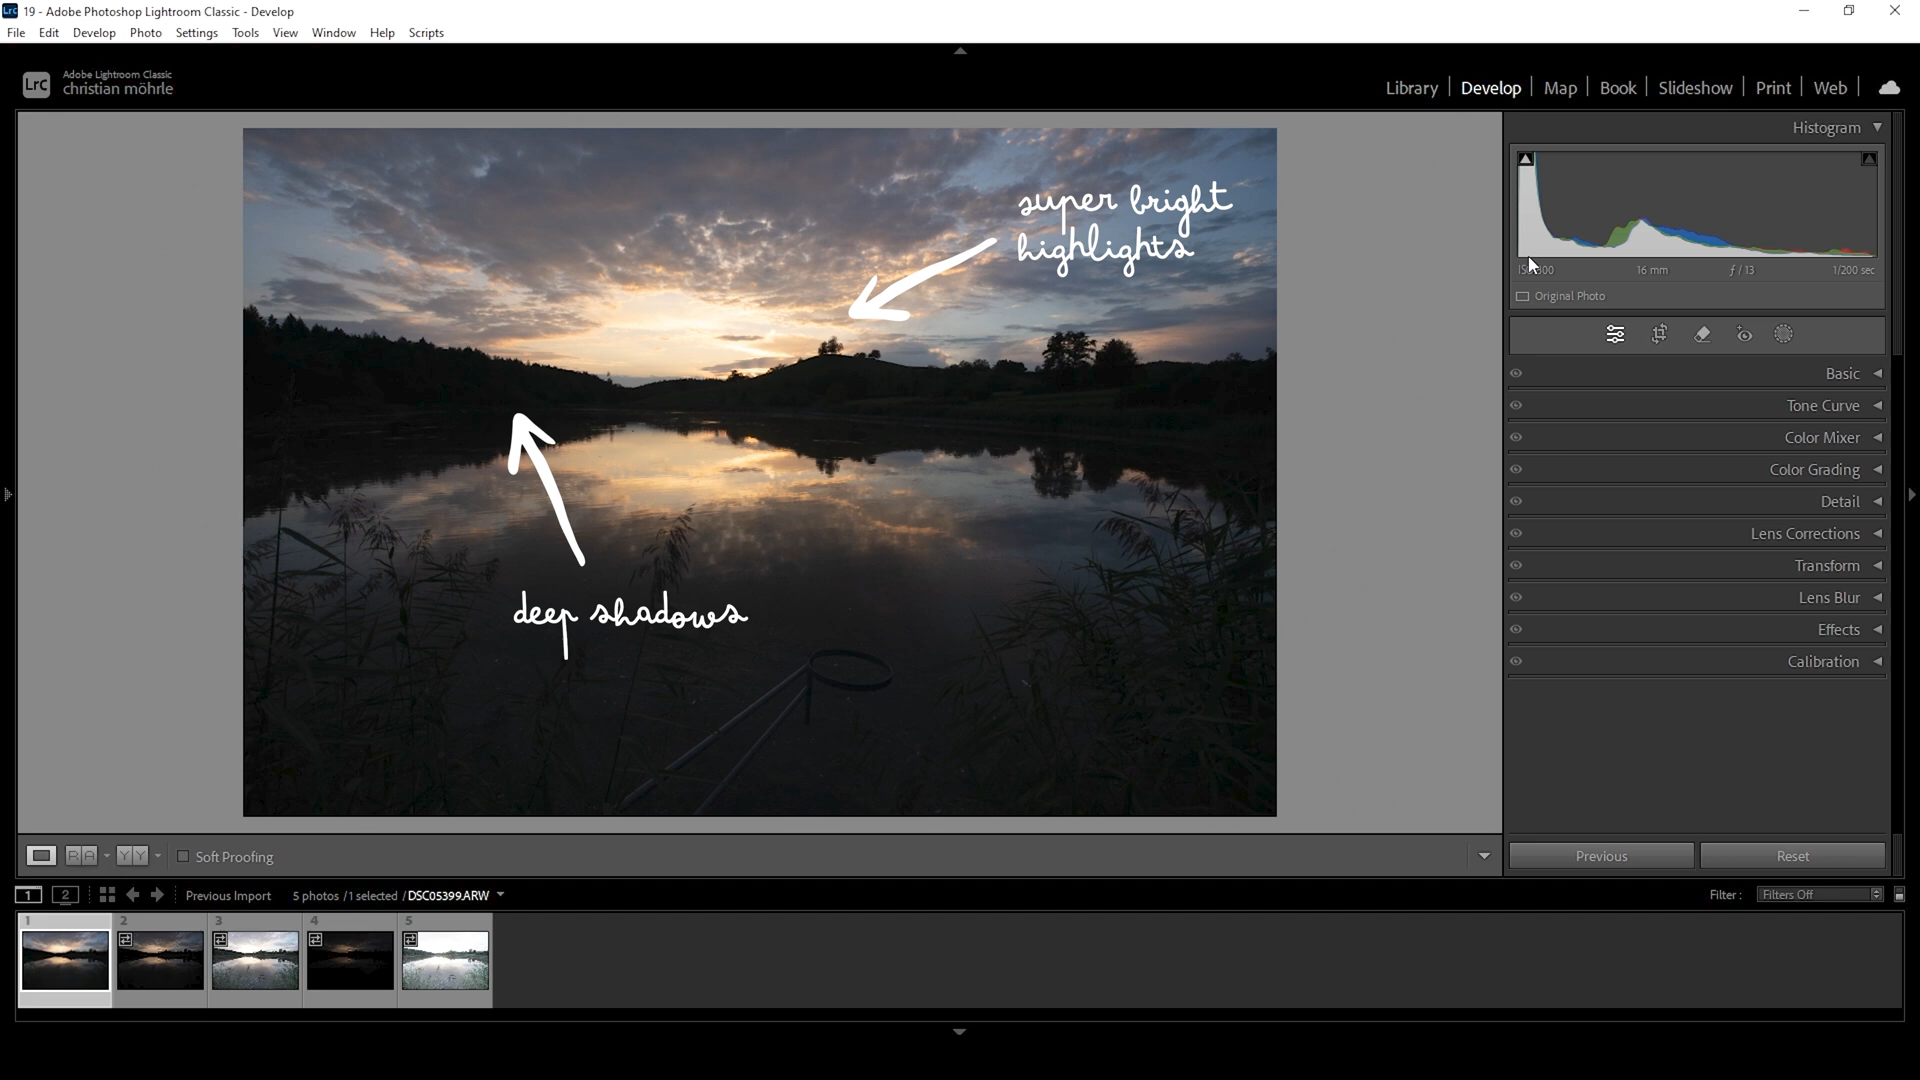 Lrc 19 - Adobe Photoshop Lightroom Classic - Develop
File Edit Develop Photo Settings Tools View Window Help Scripts
LrC
Adobe Lightroom Classic
christian möhrle
Library Develop Map Book Slideshow Print Web
Histogram
super bright
highlights
deep shadows
16 mm ƒ / 13 1/200 sec
Original Photo
Basic
Tone Curve
Color Mixer
Color Grading
Detail
Lens Corrections
Transform
Lens Blur
Effects
Calibration
R A Y Y Soft Proofing
Previous Reset
1 2 Previous Import 5 photos / 1 selected / DSC05399.ARW
Filter : Filters Off
1 2 3 4 5